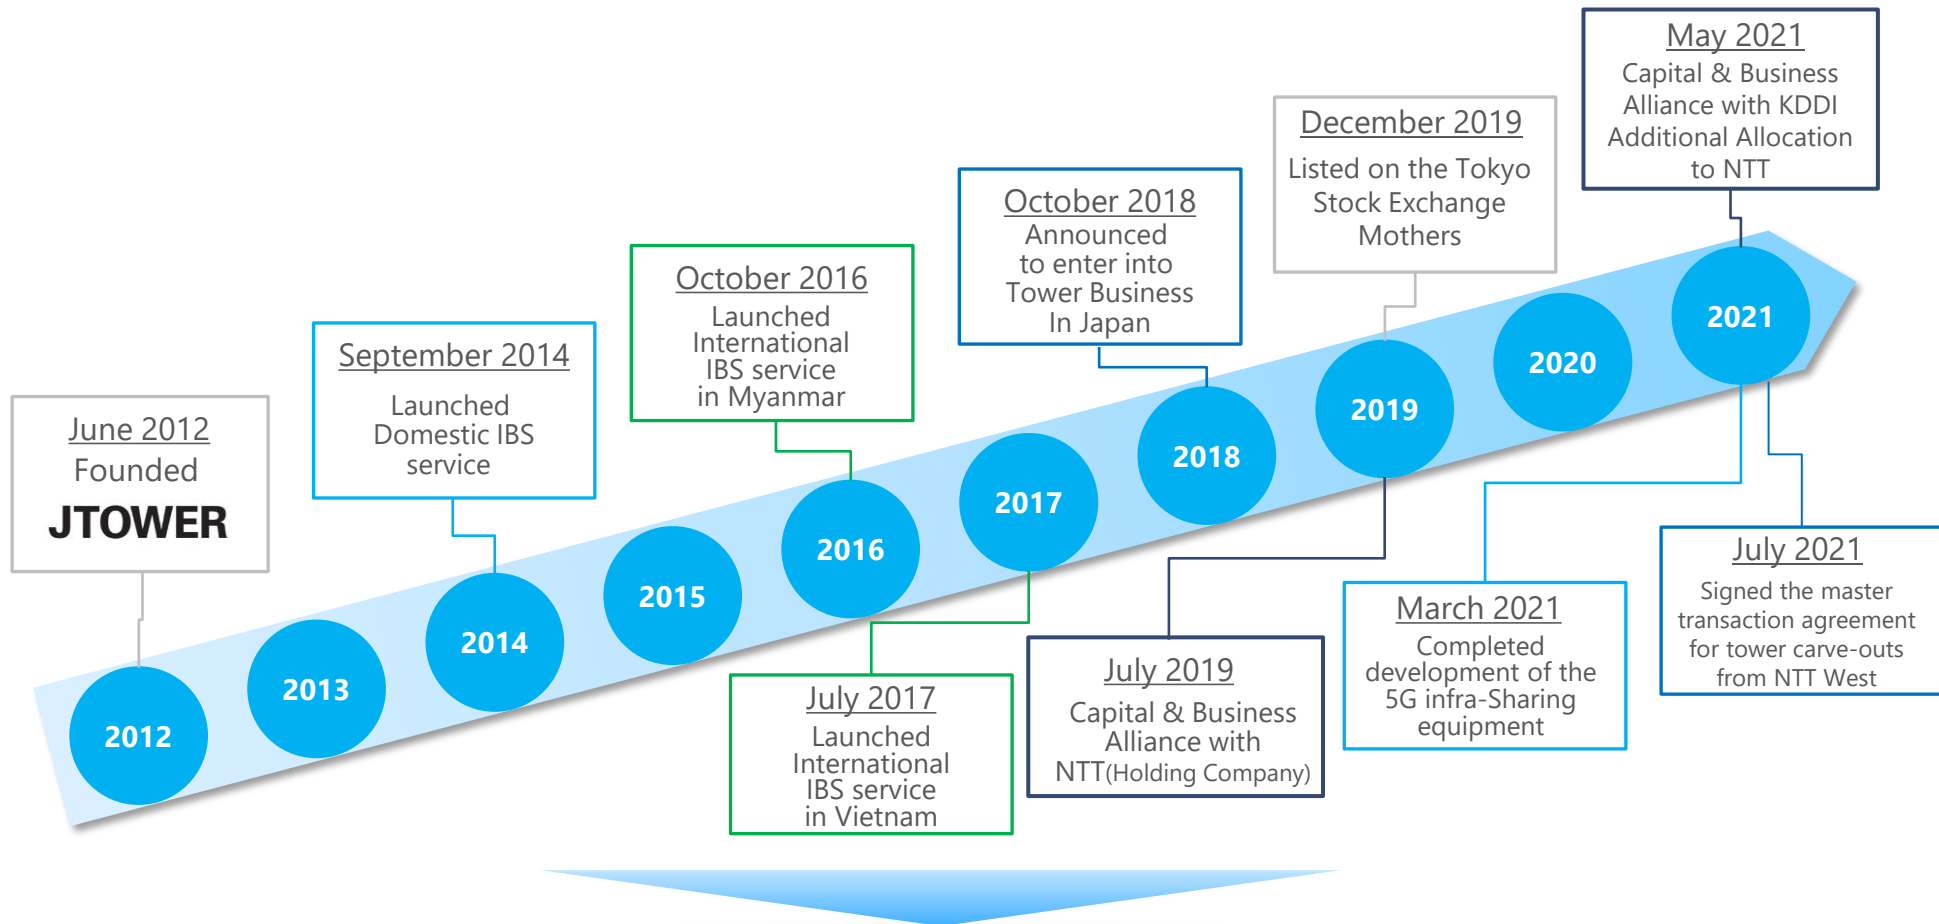 June 2012
Founded
JTOWER
September 2014
Launched
Domestic IBS
service
October 2016
Launched
International
IBS service
in Myanmar
October 2018
Announced
to enter into
Tower Business
In Japan
December 2019
Listed on the Tokyo
Stock Exchange
Mothers
May 2021
Capital & Business
Alliance with KDDI
Additional Allocation
to NTT
2012
2013
2014
2015
2016
2017
2018
2019
2020
2021
July 2017
Launched
International
IBS service
in Vietnam
July 2019
Capital & Business
Alliance with
NTT(Holding Company)
March 2021
Completed
development of the
5G infra-Sharing
equipment
July 2021
Signed the master
transaction agreement
for tower carve-outs
from NTT West